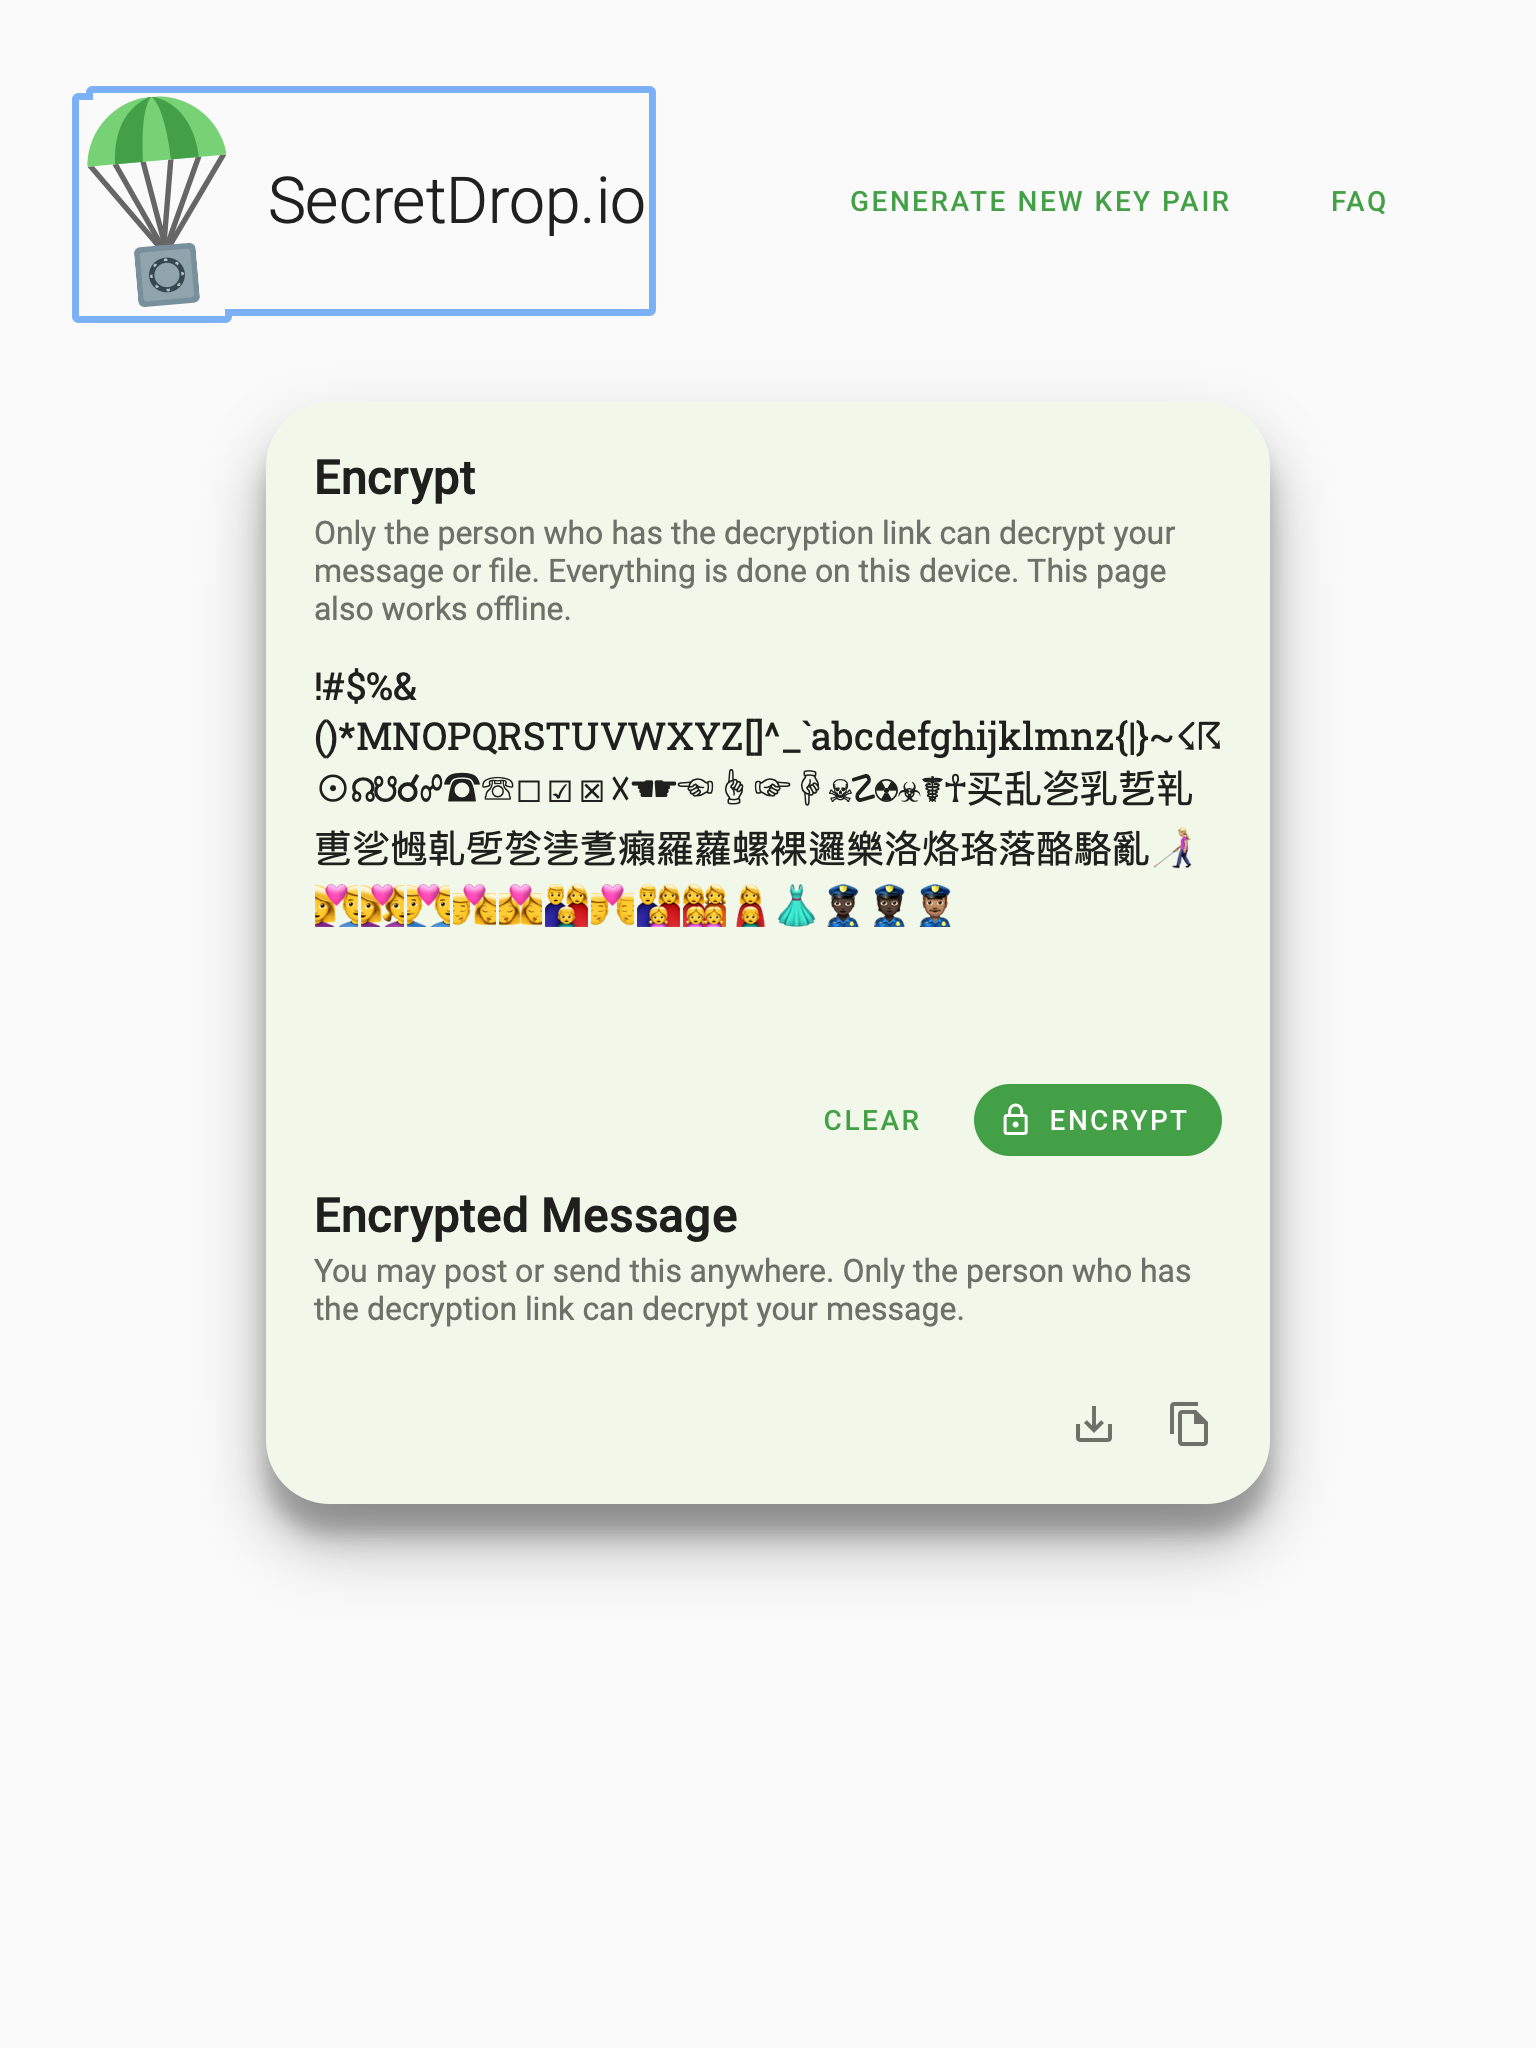 SecretDrop.io
GENERATE NEW KEY PAIR
FAQ
Encrypt
Only the person who has the decryption link can decrypt your
message or file. Everything is done on this device. This page
also works offline.
!#$%&
()*MNOPQRSTUVWXYZ[]^_`abcdefghijklmnz{|}~☇☈
☉☊☋☌☍☎☏☐☑☒☓☚☛☜☝☞☟☠☡☢☣☤☥买乱乲乳乴乵
乶乷乸乹乺乻乼乽癩羅蘿螺裸邏樂洛烙珞落酪駱亂👩🏼‍🦯
CLEAR
ENCRYPT
Encrypted Message
You may post or send this anywhere. Only the person who has
the decryption link can decrypt your message.